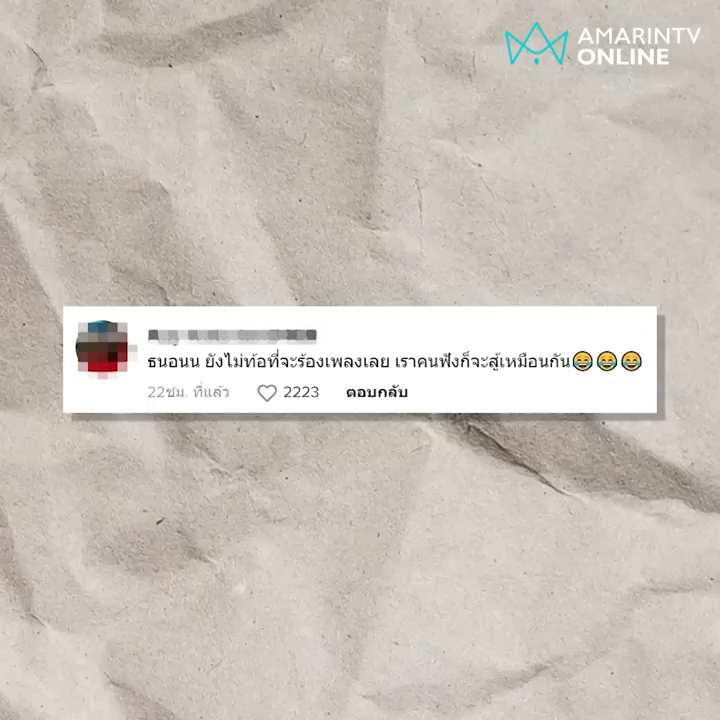 AMARINTV
ONLINE
ธนอนน ยังไม่ท้อที่จะร้องเพลงเลย เราคนฟังก็จะสู้เหมือนกัน😂😂😂
22ชม. ที่แล้ว 2223 ตอบกลับ